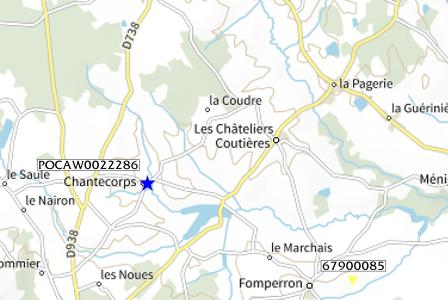 D738
la Pagerie
la Coudre
la Guériniè
Les Châteliers
Coutières
POCAW0022286
le Saule
Chantecorps
Méni
le Nairon
D938
le Marchais
ommier
67900085
les Noues
Fomperron